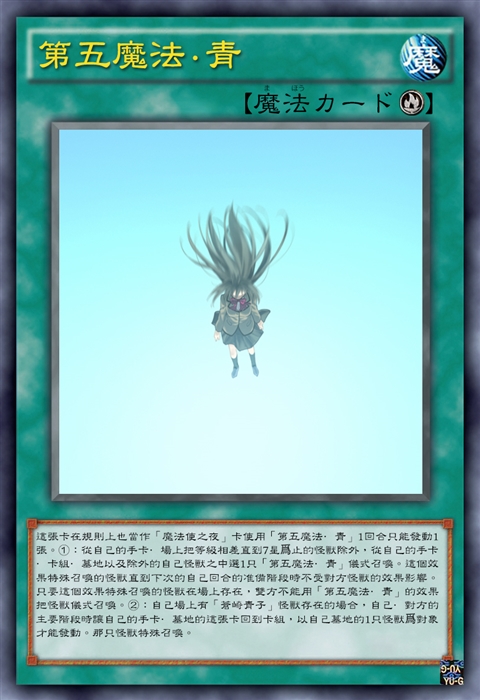 第五魔法·青
魔
【魔法カード】
ま ほう
這張卡在規則上也當作「魔法使之夜」卡使用「第五魔法·青」1回合只能發動1
張。①：從自己的手卡·場上把等級相差直到7星爲止的怪獸除外，從自己的手卡
·卡組·墓地以及除外的自己怪獸之中選1只「第五魔法·青」儀式召喚。這個效
果特殊召喚的怪獸直到下次的自己回合的准備階段時不受對方怪獸的效果影響。
只要這個效果特殊召喚的怪獸在場上存在，雙方不能用「第五魔法·青」的效果
把怪獸儀式召喚。②：自己場上有「蒼崎青子」怪獸存在的場合，自己·對方的
主要階段時讓自己的手卡·墓地的這張卡回到卡組，以自己墓地的1只怪獸爲對象
才能發動。那只怪獸特殊召喚。
YU-G
YU-G